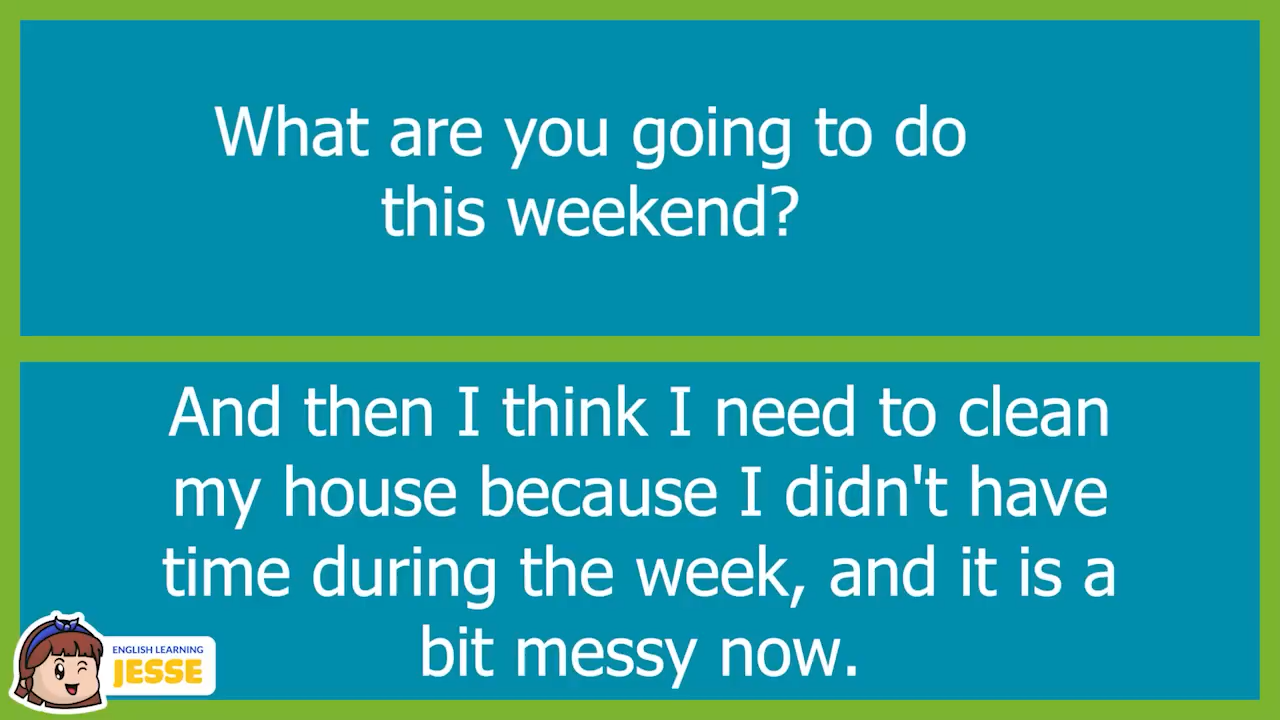 What are you going to do
this weekend?
And then I think I need to clean
my house because I didn't have
time during the week, and it is a
bit messy now.
ENGLISH LEARNING
JESSE